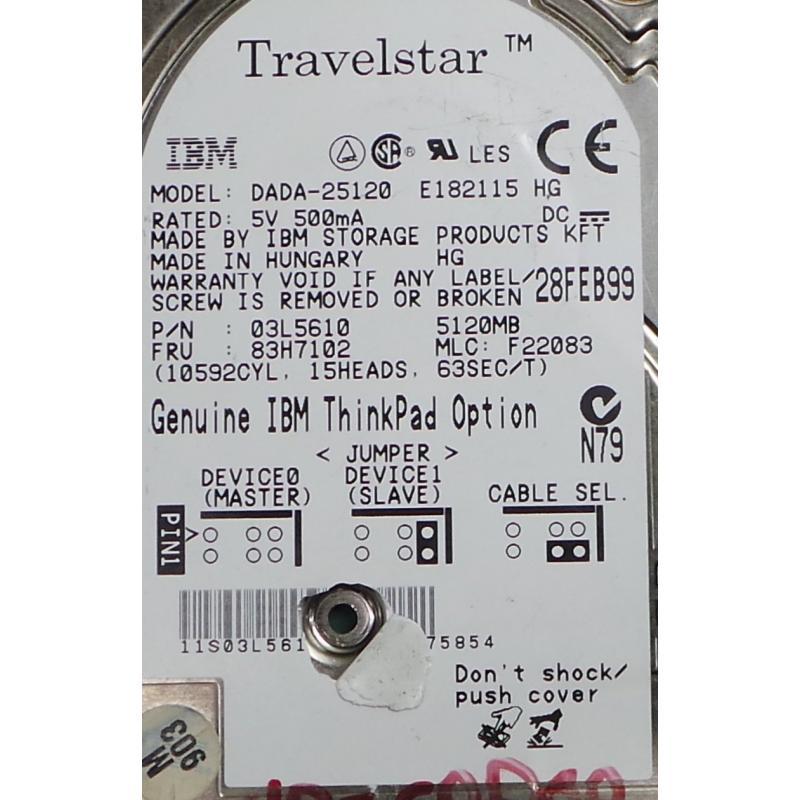 Travelstar ™
IBM
SA ® LES CE
MODEL: DADA-25120 E182115 HG
RATED: 5V 500mA DC
MADE BY IBM STORAGE PRODUCTS KFT
MADE IN HUNGARY HG
WARRANTY VOID IF ANY LABEL/
SCREW IS REMOVED OR BROKEN 28FEB99
P/N : 03L5610 5120MB
FRU : 83H7102 MLC: F22083
(10592CYL, 15HEADS, 63SEC/T)
Genuine IBM ThinkPad Option
N79
< JUMPER >
DEVICE0 DEVICE1
(MASTER) (SLAVE) CABLE SEL.
PIN1
11S03L561 75854
Don't shock/
push cover
M
903